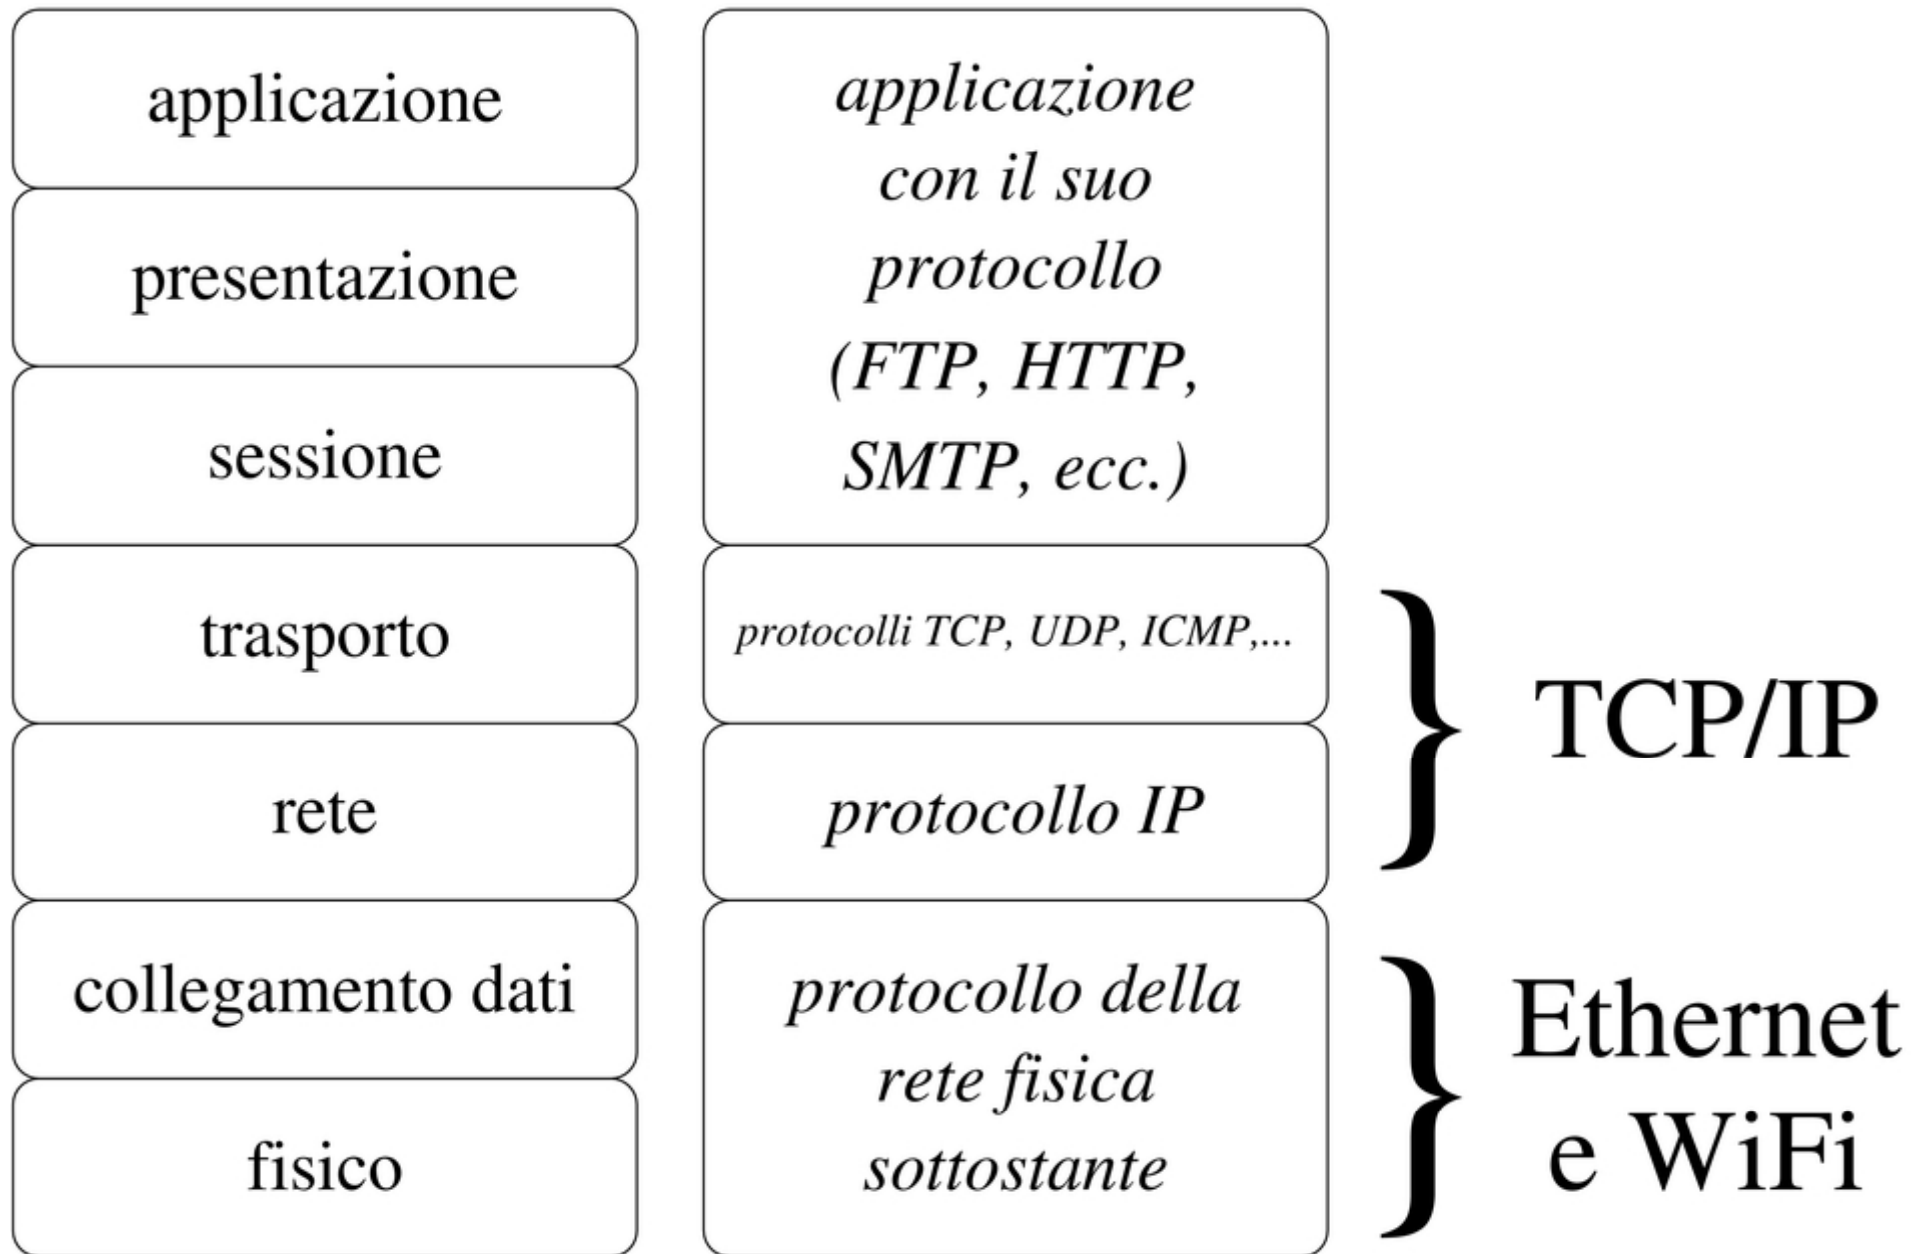 applicazione
presentazione
sessione
trasporto
rete
collegamento dati
fisico
applicazione
con il suo
protocollo
(FTP, HTTP,
SMTP, ecc.)
protocolli TCP, UDP, ICMP,...
protocollo IP
protocollo della
rete fisica
sottostante
TCP/IP
Ethernet
e WiFi